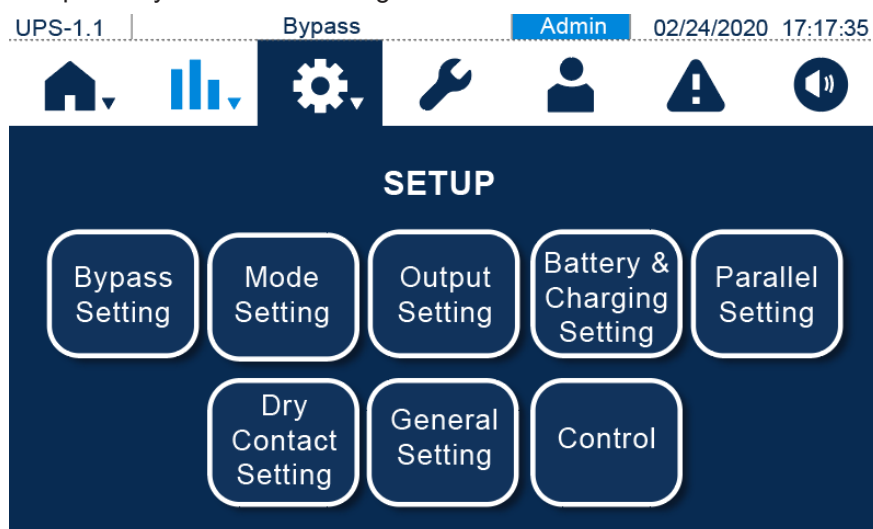 UPS-1.1 Bypass Admin 02/24/2020 17:17:35
SETUP
Bypass
Setting
Mode
Setting
Output
Setting
Battery &
Charging
Setting
Parallel
Setting
Dry
Contact
Setting
General
Setting
Control